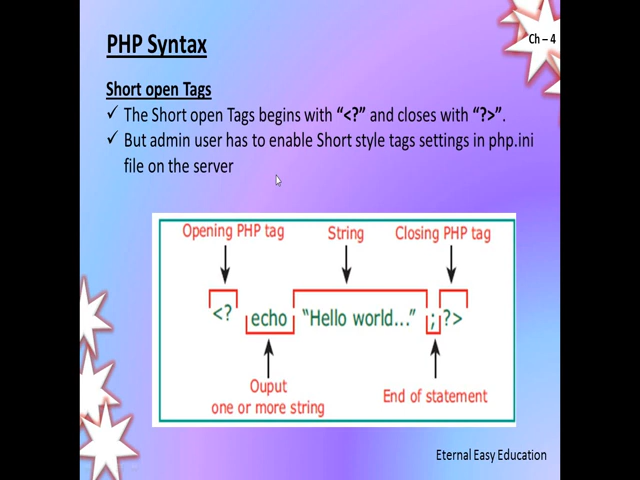 PHP Syntax
Ch – 4
Short open Tags
✓ The Short open Tags begins with “<?” and closes with “?>”.
✓ But admin user has to enable Short style tags settings in php.ini
file on the server
Opening PHP tag String Closing PHP tag
<? echo “Hello world...” ; ?>
Ouput
one or more string
End of statement
Eternal Easy Education